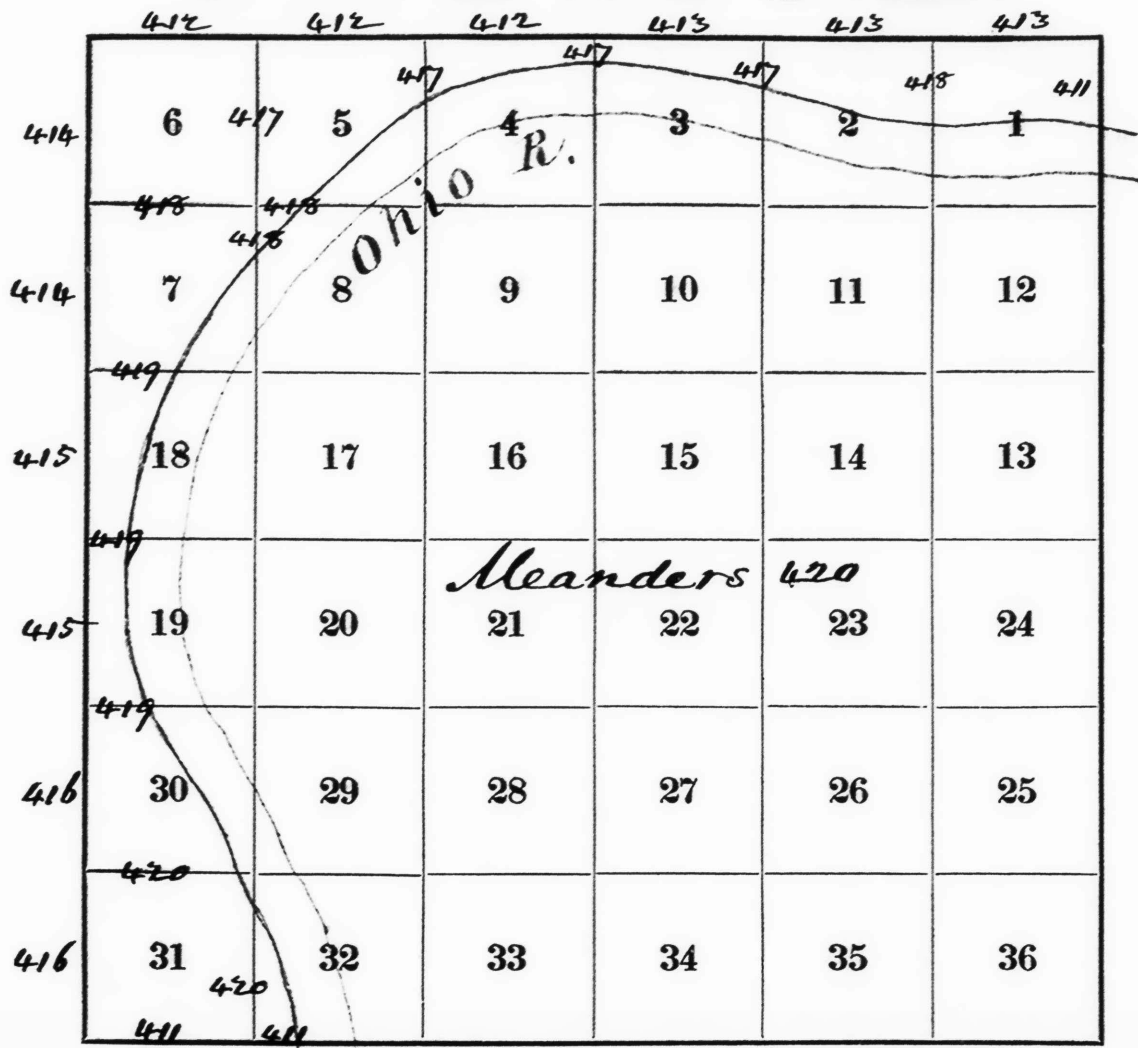 412 412 412 413 413 413
417 417 417 418 411
414 6 417 5 4 3 2 1
Ohio R.
418 418
418
414 7 8 9 10 11 12
419
415 18 17 16 15 14 13
419
Meanders 420
415 19 20 21 22 23 24
419
416 30 29 28 27 26 25
420
416 31 32 33 34 35 36
420
411 411